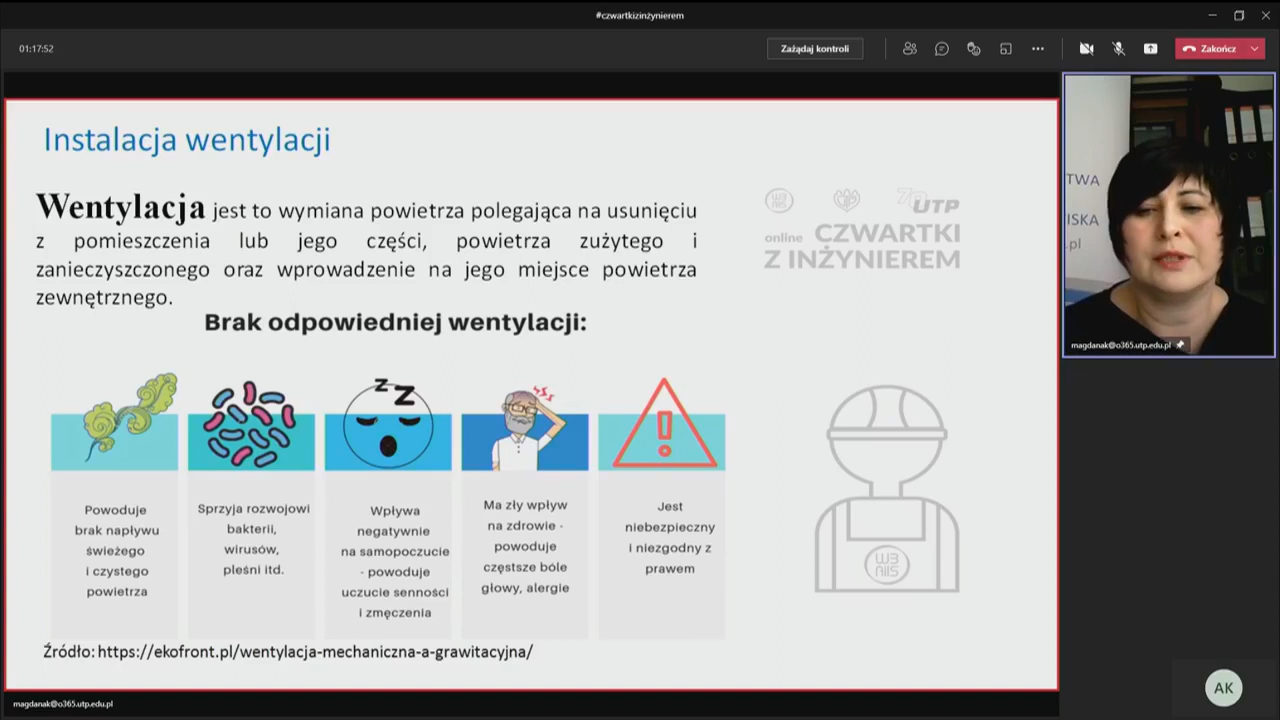 #czwartkizinżynierem
01:17:52
Zażądaj kontroli
Zakończ
Instalacja wentylacji
Wentylacja jest to wymiana powietrza polegająca na usunięciu
z pomieszczenia lub jego części, powietrza zużytego i
zanieczyszczonego oraz wprowadzenie na jego miejsce powietrza
zewnętrznego.
UTP
online CZWARTKI
Z INŻYNIEREM
Brak odpowiedniej wentylacji:
Z Z
Powoduje
brak napływu
świeżego
i czystego
powietrza
Sprzyja rozwojowi
bakterii,
wirusów,
pleśni itd.
Wpływa
negatywnie
na samopoczucie
- powoduje
uczucie senności
i zmęczenia
Ma zły wpływ
na zdrowie -
powoduje
częstsze bóle
głowy, alergie
Jest
niebezpieczny
i niezgodny z
prawem
Źródło: https://ekofront.pl/wentylacja-mechaniczna-a-grawitacyjna/
TWA
ISKA
.pl
magdanak@o365.utp.edu.pl
magdanak@o365.utp.edu.pl
AK